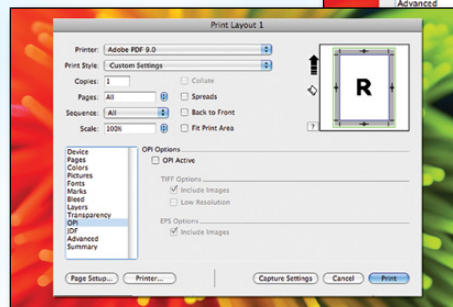 Advanced
Print Layout 1
Printer: Adobe PDF 9.0
Print Style: Custom Settings
Copies: 1 Collate
Pages: All Spreads
Sequence: All Back to Front
Scale: 100% Fit Print Area
R
?
Device
Pages
Colors
Pictures
Fonts
Marks
Bleed
Layers
Transparency
OPI
JDF
Advanced
Summary
OPI Options
OPI Active
TIFF Options
Include Images
Low Resolution
EPS Options
Include Images
Page Setup... Printer... Capture Settings Cancel Print